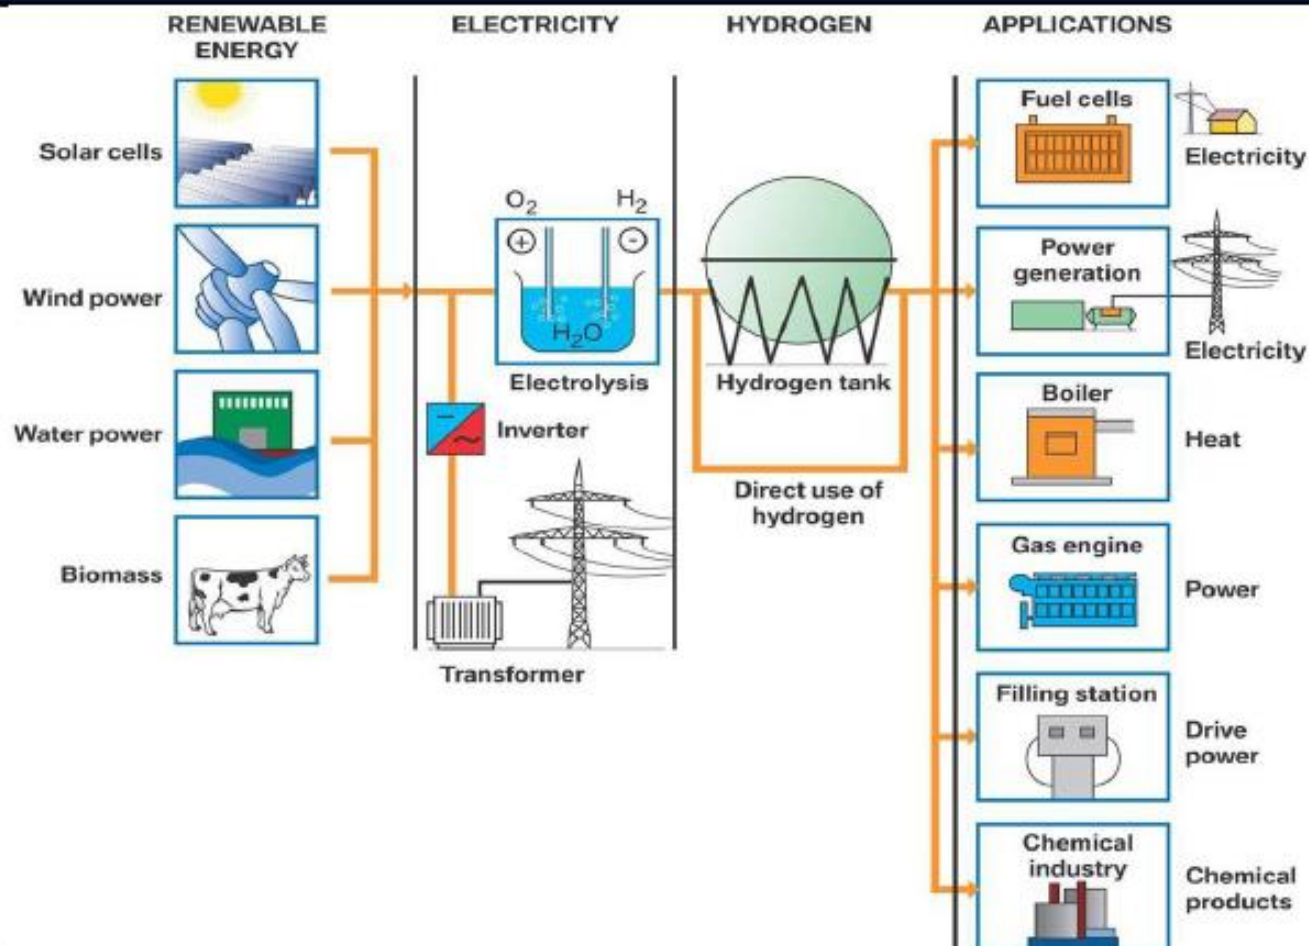 RENEWABLE
ENERGY
ELECTRICITY
HYDROGEN
APPLICATIONS
Solar cells
Wind power
Water power
Biomass
O₂
H₂
+
-
H₂O
Electrolysis
Inverter
Transformer
Hydrogen tank
Direct use of
hydrogen
Fuel cells
Electricity
Power
generation
Electricity
Boiler
Heat
Gas engine
Power
Filling station
Drive
power
Chemical
industry
Chemical
products